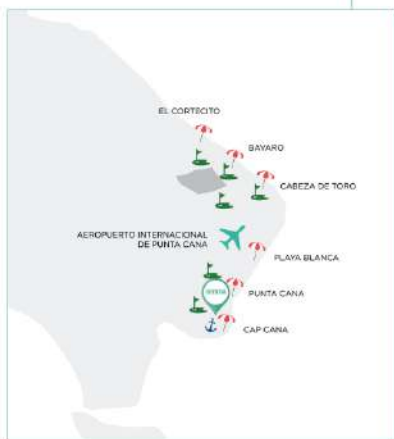 EL CORTECITO
BAYARO
CABEZA DE TORO
AEROPUERTO INTERNACIONAL
DE PUNTA CANA
PLAYA BLANCA
PUNTA CANA
CAP CANA